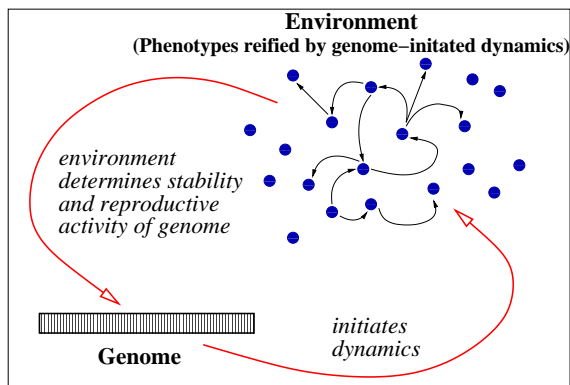 Environment
(Phenotypes reified by genome−initated dynamics)
environment
determines stability
and reproductive
activity of genome
initiates
dynamics
Genome